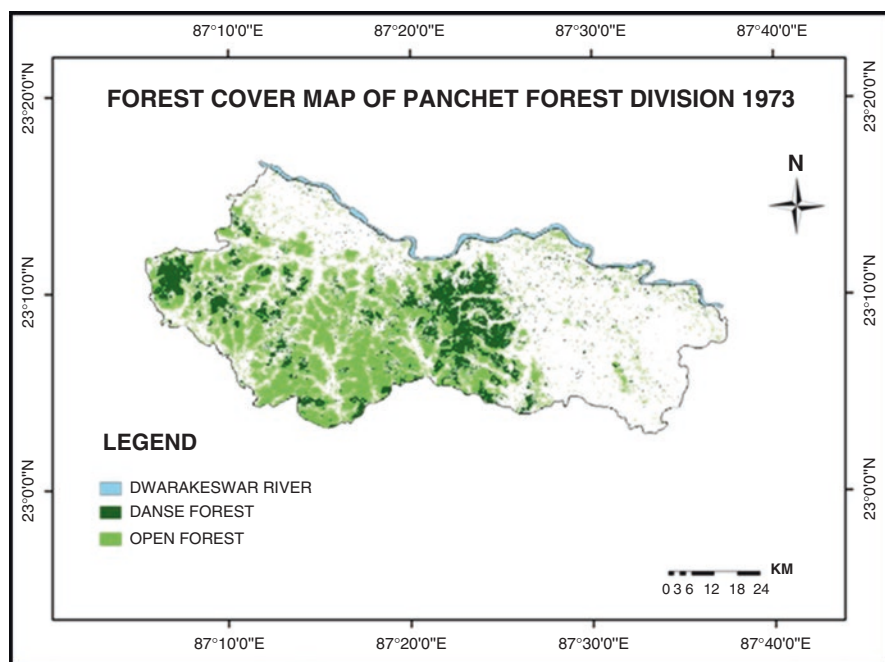 87°10'0"E 87°20'0"E 87°30'0"E 87°40'0"E
23°20'0"N 23°20'0"N
FOREST COVER MAP OF PANCHET FOREST DIVISION 1973
N
23°10'0"N 23°10'0"N
LEGEND
DWARAKESWAR RIVER
DANSE FOREST
OPEN FOREST
23°0'0"N 23°0'0"N
KM
0 3 6 12 18 24
87°10'0"E 87°20'0"E 87°30'0"E 87°40'0"E